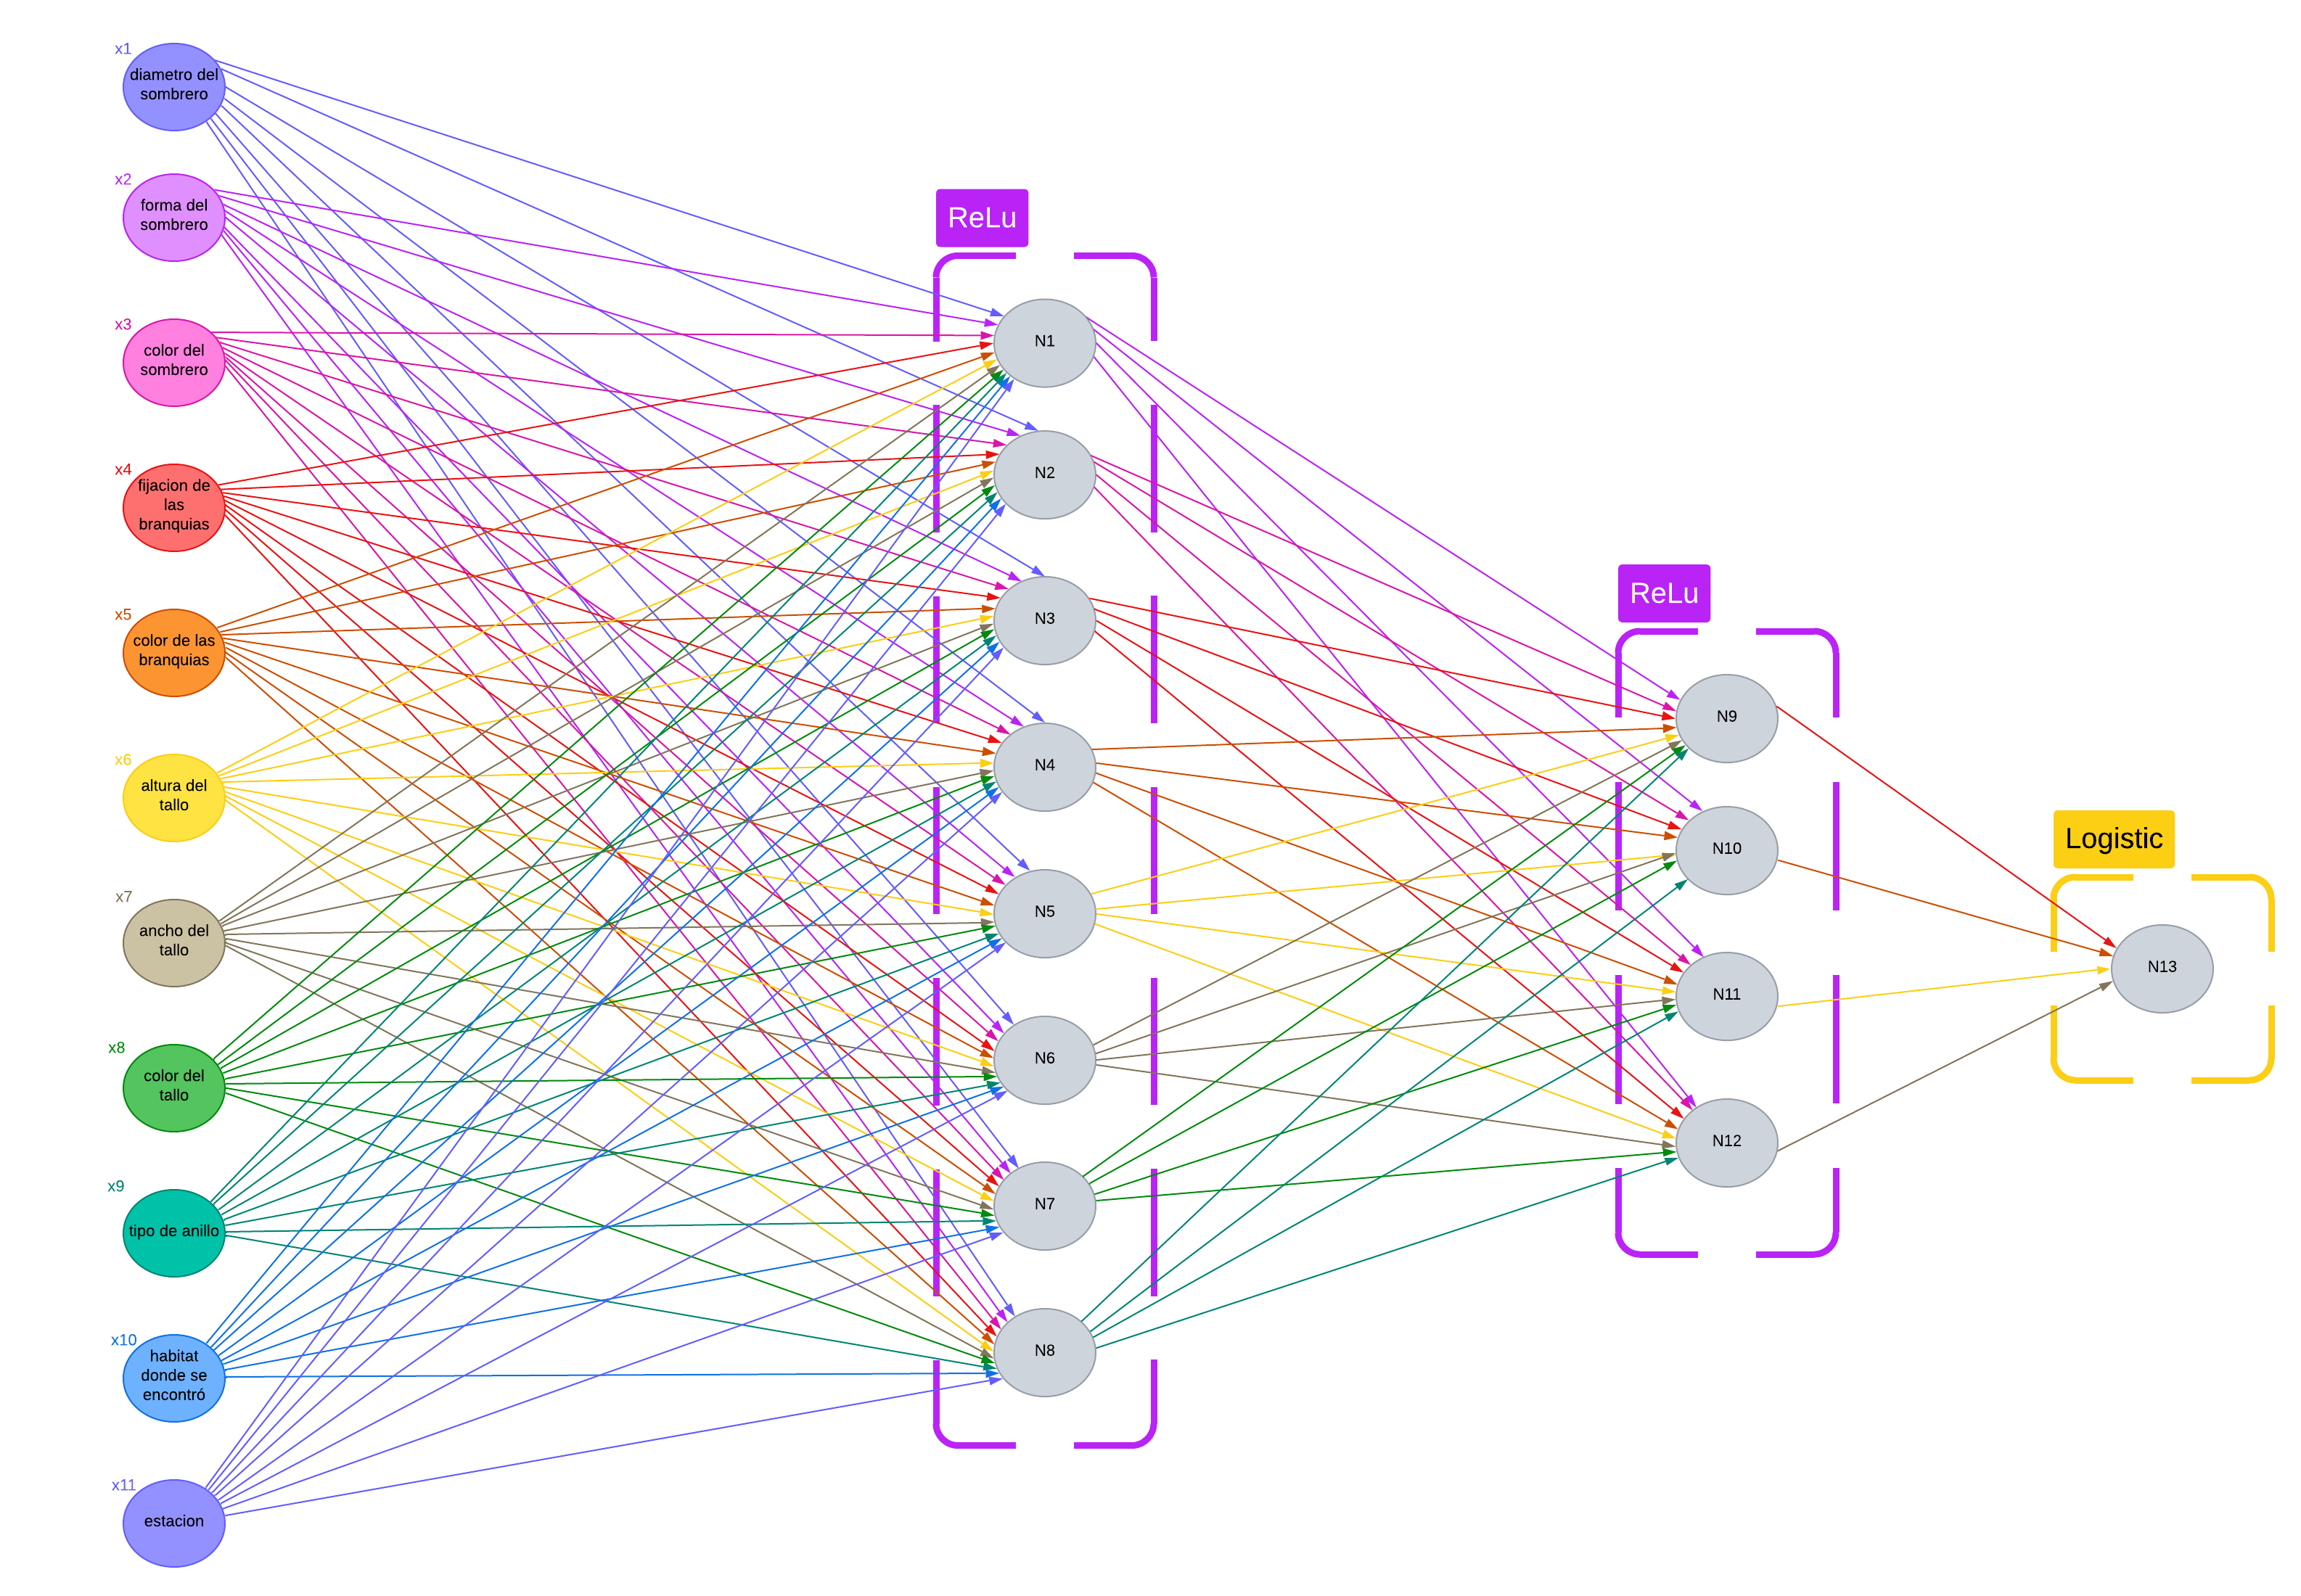 x1
diametro del
sombrero
x2
forma del
sombrero
x3
color del
sombrero
x4
fijacion de
las
branquias
x5
color de las
branquias
x6
altura del
tallo
x7
ancho del
tallo
x8
color del
tallo
x9
tipo de anillo
x10
habitat
donde se
encontró
x11
estacion
ReLu
N1
N2
N3
N4
N5
N6
N7
N8
ReLu
N9
N10
N11
N12
Logistic
N13